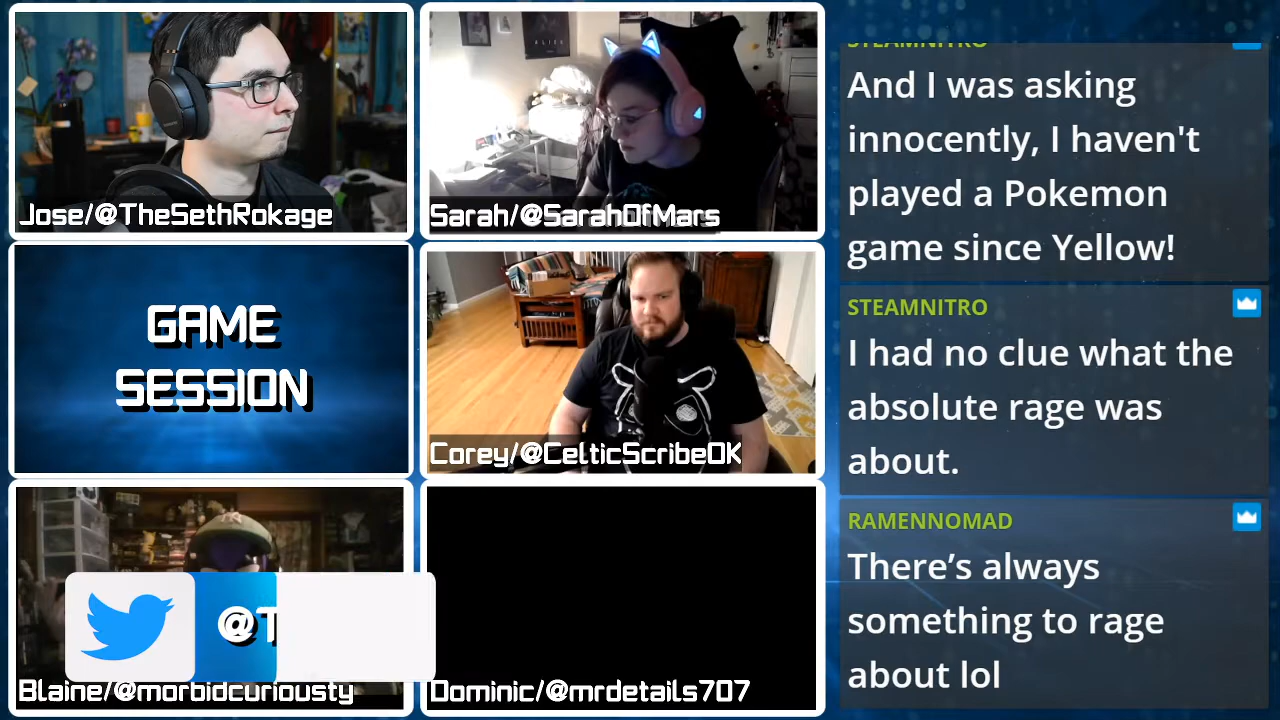 Jose/@TheSethRokage
Sarah/@SarahOfMars
GAME
SESSION
Corey/@CelticScribeOK
@T
Blaine/@morbidcuriousty
Dominic/@mrdetails707
STEAMNITRO
And I was asking
innocently, I haven't
played a Pokemon
game since Yellow!
STEAMNITRO
I had no clue what the
absolute rage was
about.
RAMENNOMAD
There’s always
something to rage
about lol